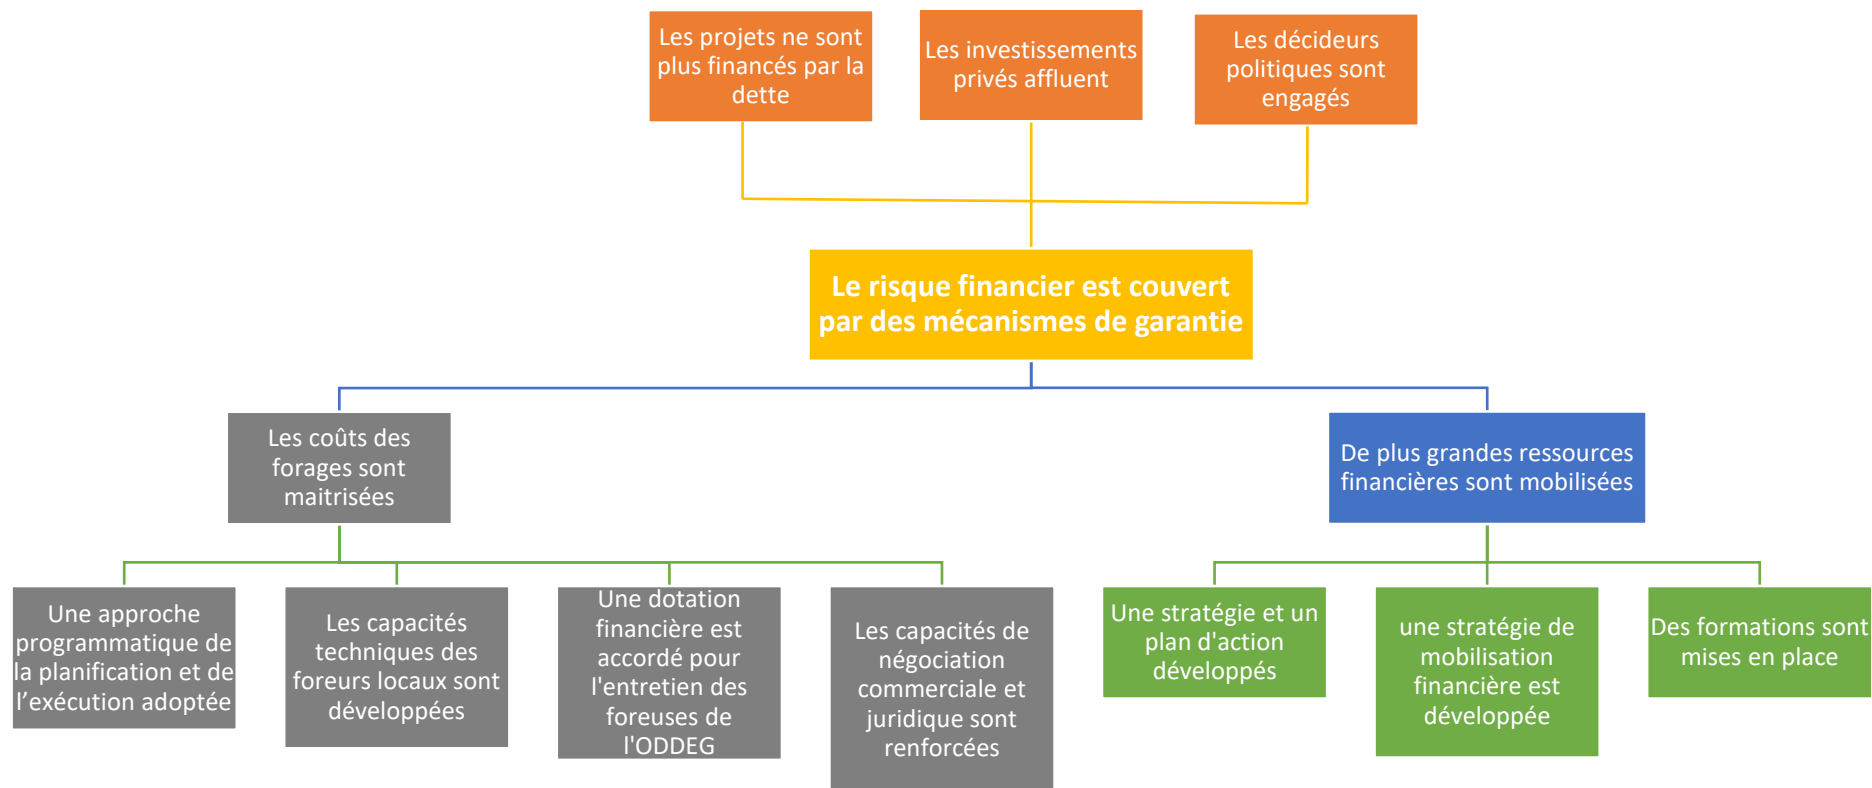 Les projets ne sont
plus financés par la
dette
Les investissements
privés affluent
Les décideurs
politiques sont
engagés
Le risque financier est couvert
par des mécanismes de garantie
Les coûts des
forages sont
maitrisées
De plus grandes ressources
financières sont mobilisées
Une approche
programmatique de
la planification et de
l’exécution adoptée
Les capacités
techniques des
foreurs locaux sont
développées
Une dotation
financière est
accordé pour
l'entretien des
foreuses de
l'ODDEG
Les capacités de
négociation
commerciale et
juridique sont
renforcées
Une stratégie et un
plan d'action
développés
une stratégie de
mobilisation
financière est
développée
Des formations sont
mises en place